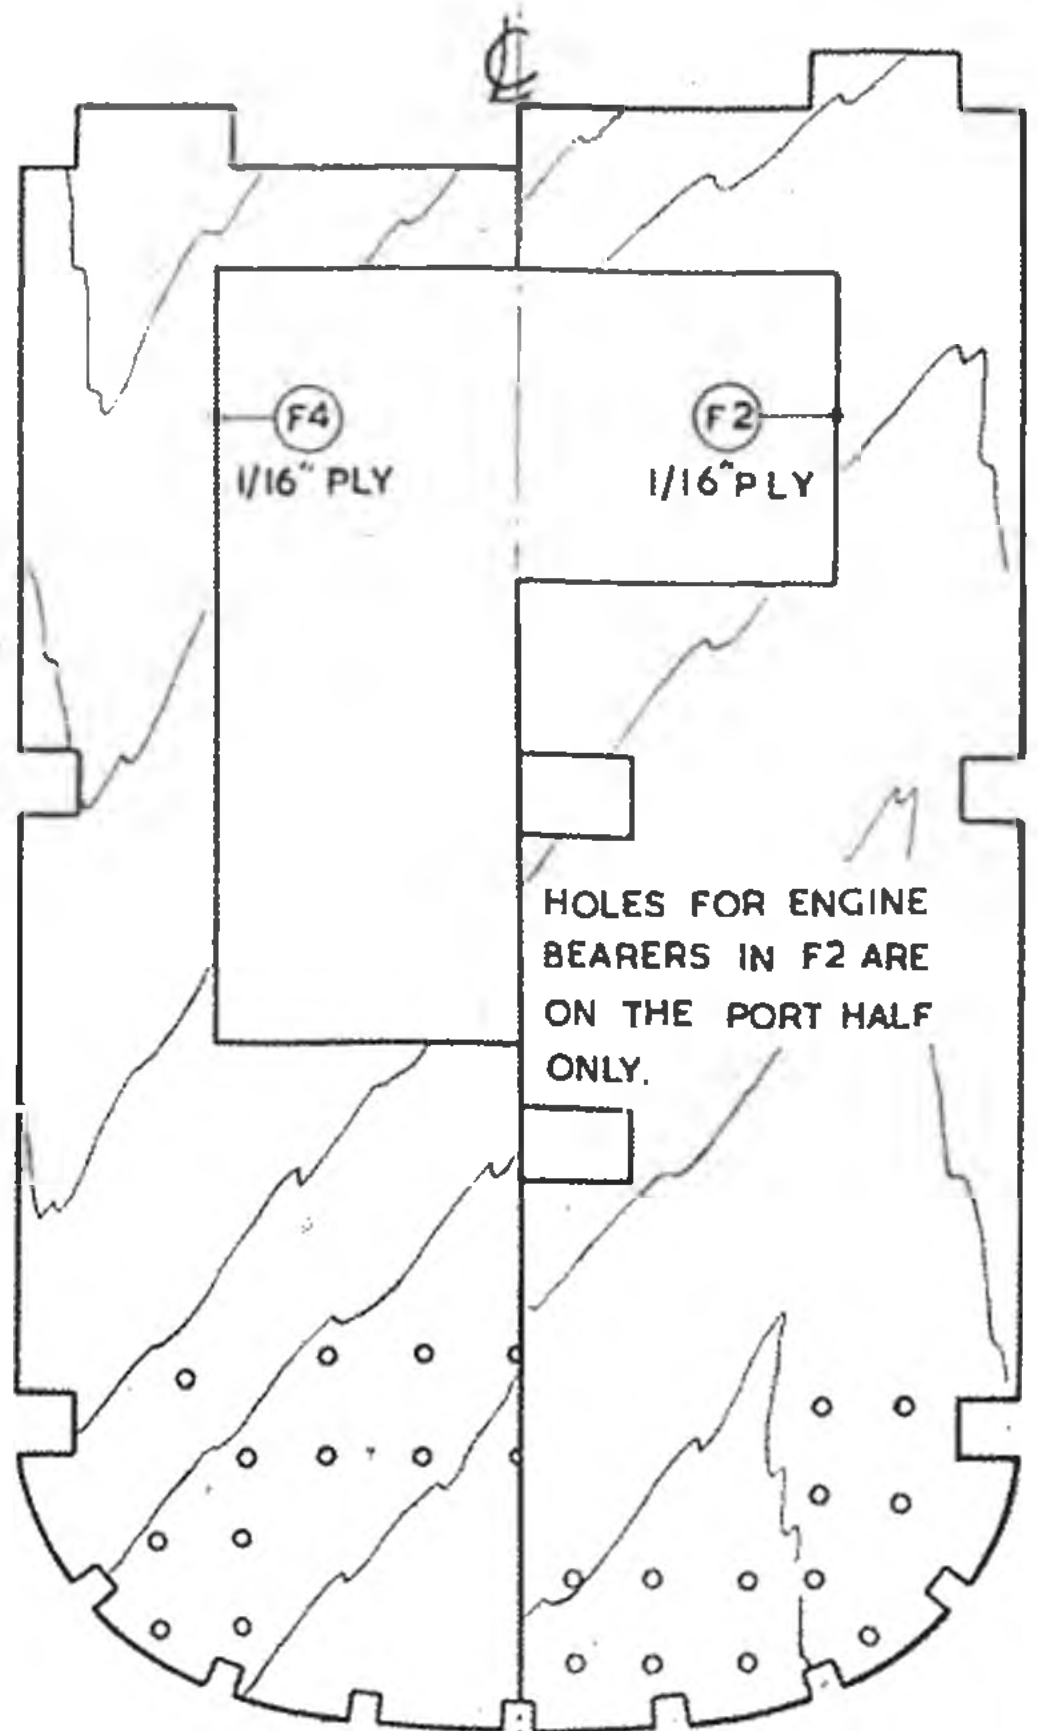 ℄
F4
1/16" PLY
F2
1/16" PLY
HOLES FOR ENGINE
BEARERS IN F2 ARE
ON THE PORT HALF
ONLY.